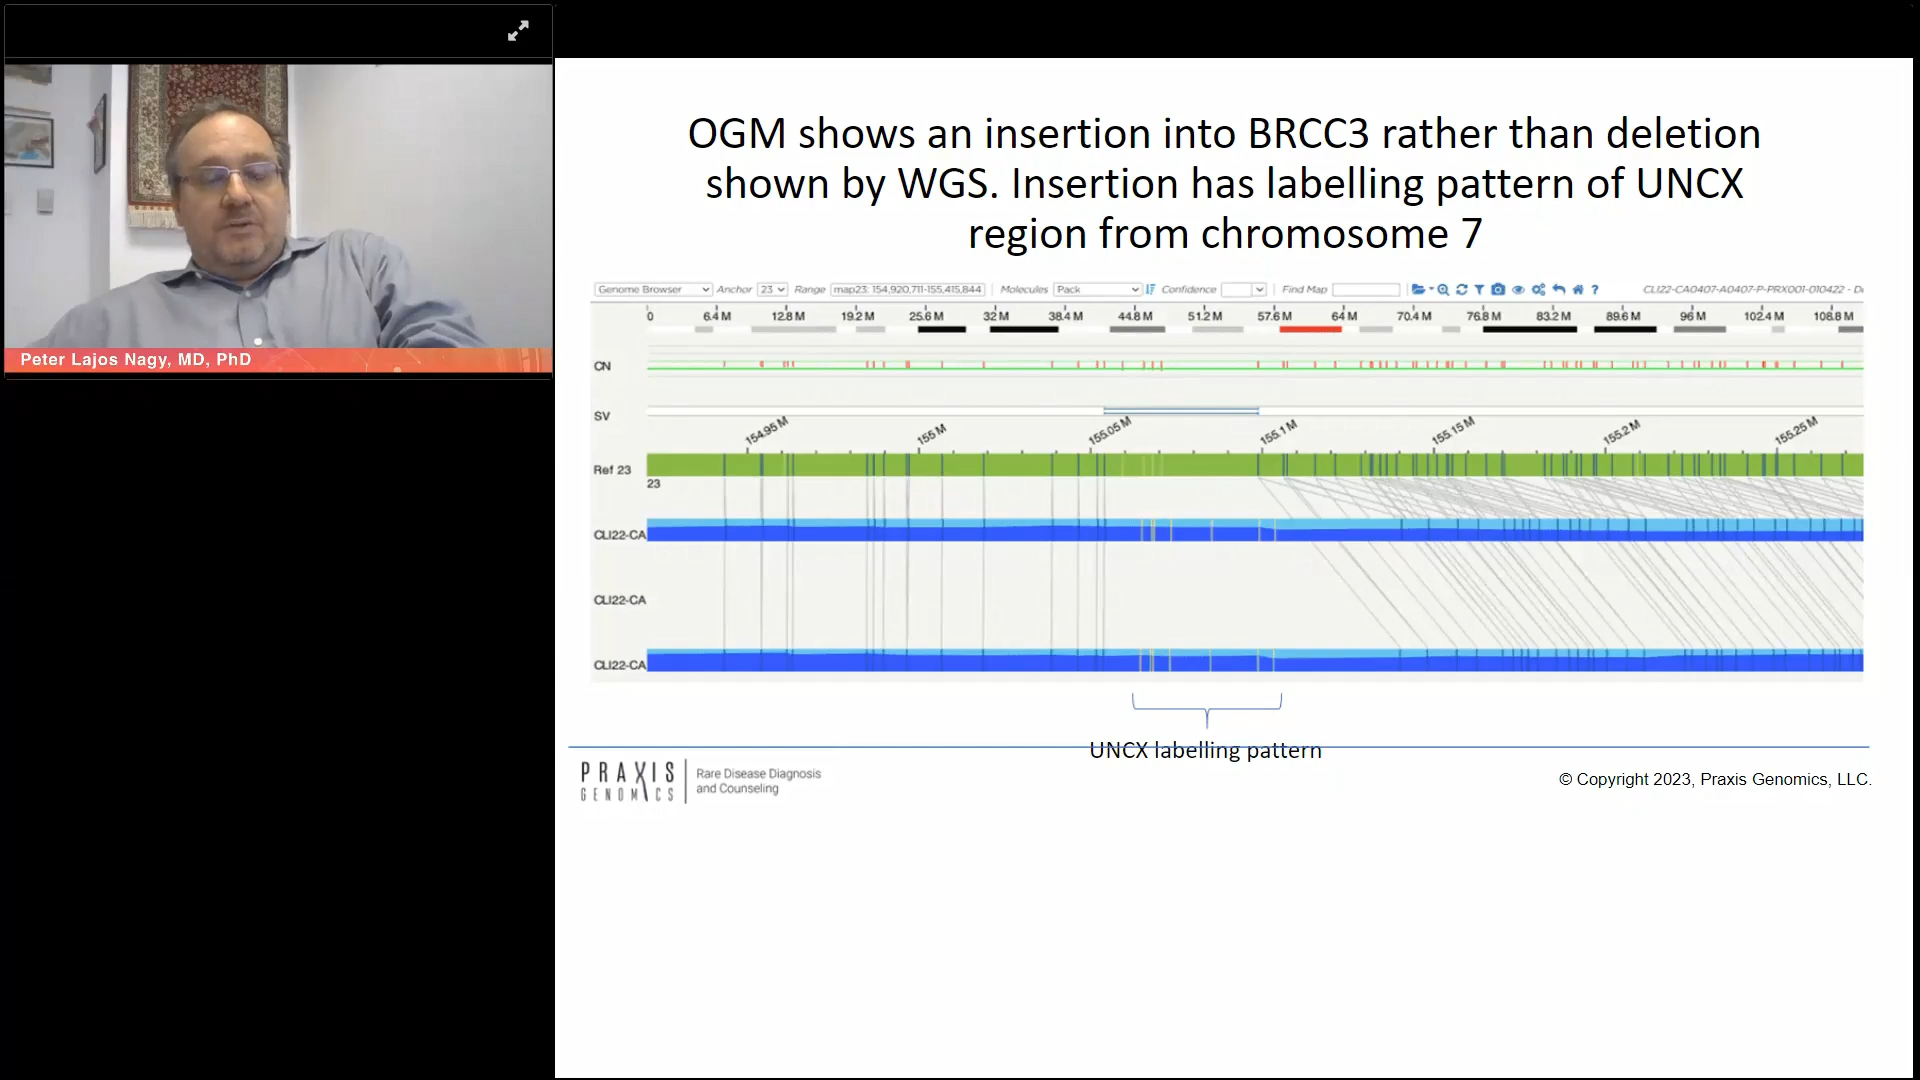 Peter Lajos Nagy, MD, PhD
OGM shows an insertion into BRCC3 rather than deletion
shown by WGS. Insertion has labelling pattern of UNCX
region from chromosome 7
Genome Browser Anchor 23 Range map23: 154,920,711-155,415,844 Molecules Pack Confidence Find Map ? CLI22-CA0407-A0407-P-PRX001-010422 - D
0 6.4 M 12.8 M 19.2 M 25.6 M 32 M 38.4 M 44.8 M 51.2 M 57.6 M 64 M 70.4 M 76.8 M 83.2 M 89.6 M 96 M 102.4 M 108.8 M
CN
SV
154.95 M 155 M 155.05 M 155.1 M 155.15 M 155.2 M 155.25 M
Ref 23
23
CLI22-CA
CLI22-CA
CLI22-CA
UNCX labelling pattern
PRAXIS
GENOMICS
Rare Disease Diagnosis
and Counseling
© Copyright 2023, Praxis Genomics, LLC.